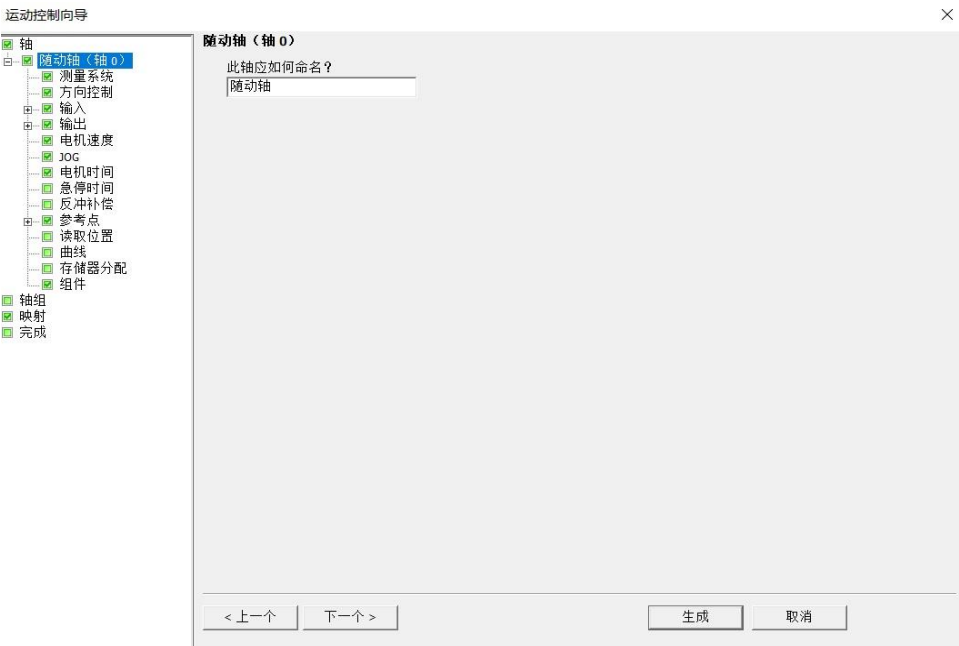 运动控制向导
轴
随动轴（轴 0）
测量系统
方向控制
输入
输出
电机速度
JOG
电机时间
急停时间
反冲补偿
参考点
读取位置
曲线
存储器分配
组件
轴组
映射
完成
随动轴（轴 0）
此轴应如何命名？
随动轴
< 上一个
下一个 >
生成
取消